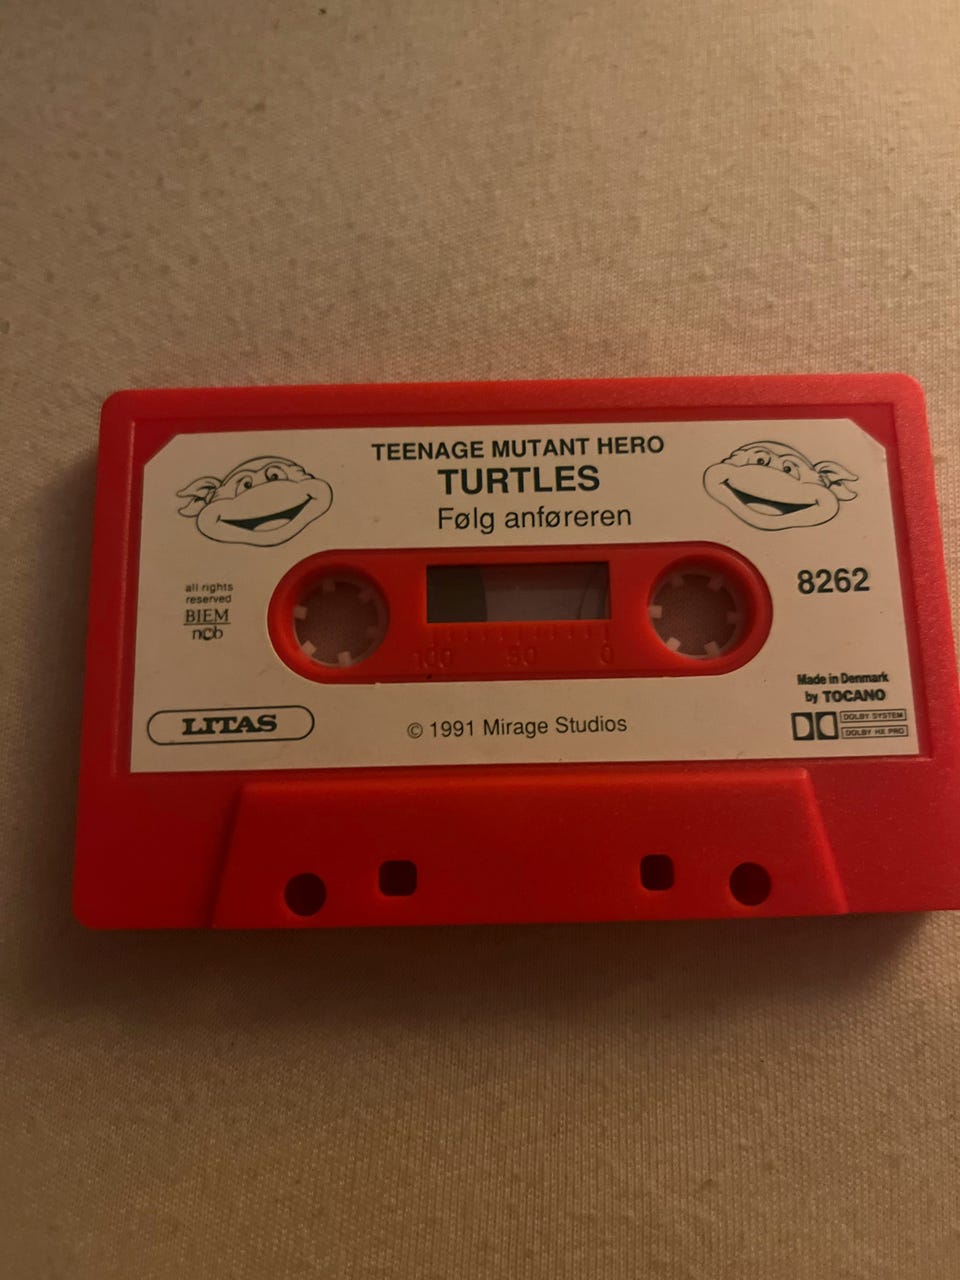 TEENAGE MUTANT HERO
TURTLES
Følg anføreren
all rights
reserved
BIEM
ncb
8262
100 50 0
Made in Denmark
by TOCANO
LITAS
© 1991 Mirage Studios
DOLBY SYSTEM
DOLBY HX PRO